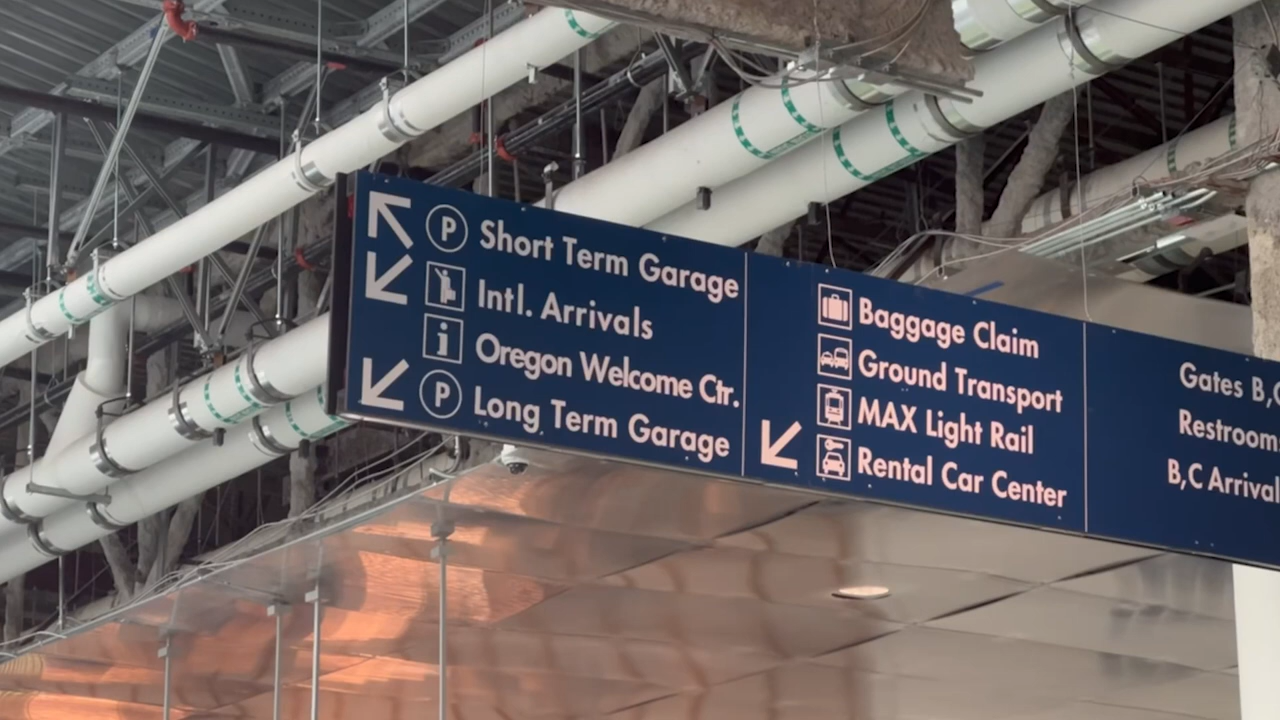 P Short Term Garage
Intl. Arrivals
i Oregon Welcome Ctr.
P Long Term Garage
Baggage Claim
Ground Transport
MAX Light Rail
Rental Car Center
Gates B,C
Restroom
B,C Arrival